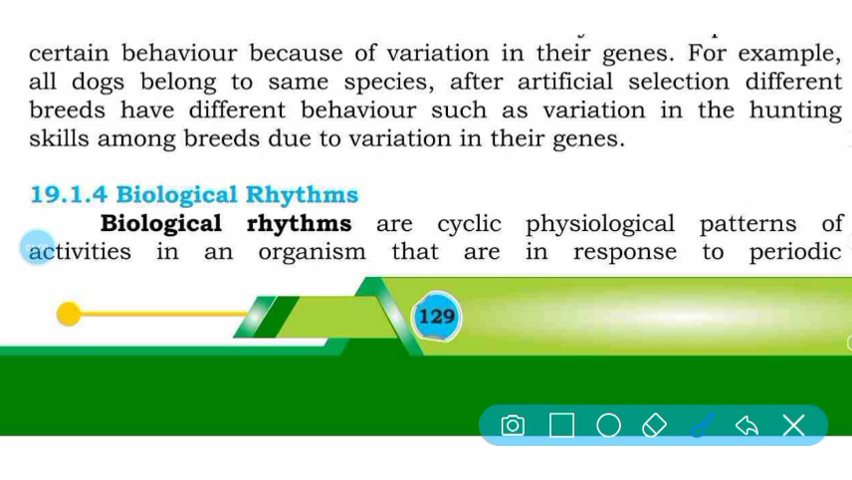 certain behaviour because of variation in their genes. For example,
all dogs belong to same species, after artificial selection different
breeds have different behaviour such as variation in the hunting
skills among breeds due to variation in their genes.
19.1.4 Biological Rhythms
Biological rhythms are cyclic physiological patterns of
activities in an organism that are in response to periodic
129